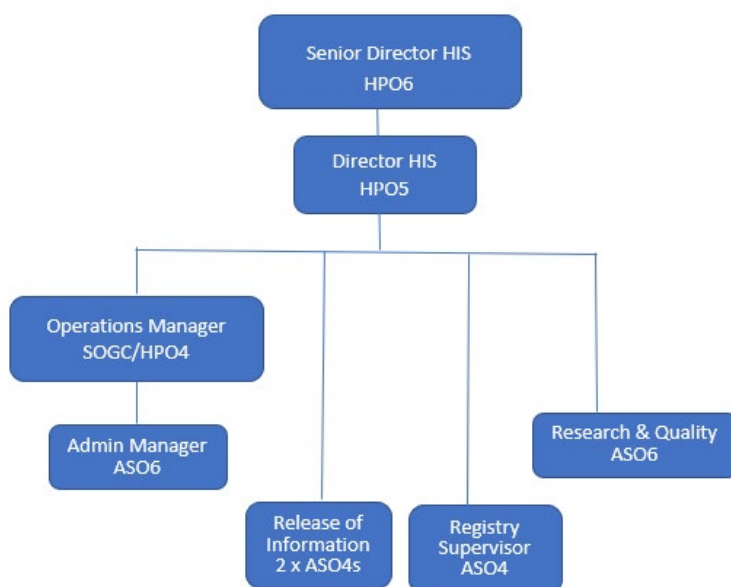 Senior Director HIS
HPO6
Director HIS
HPO5
Operations Manager
SOGC/HPO4
Admin Manager
ASO6
Research & Quality
ASO6
Release of
Information
2 x ASO4s
Registry
Supervisor
ASO4